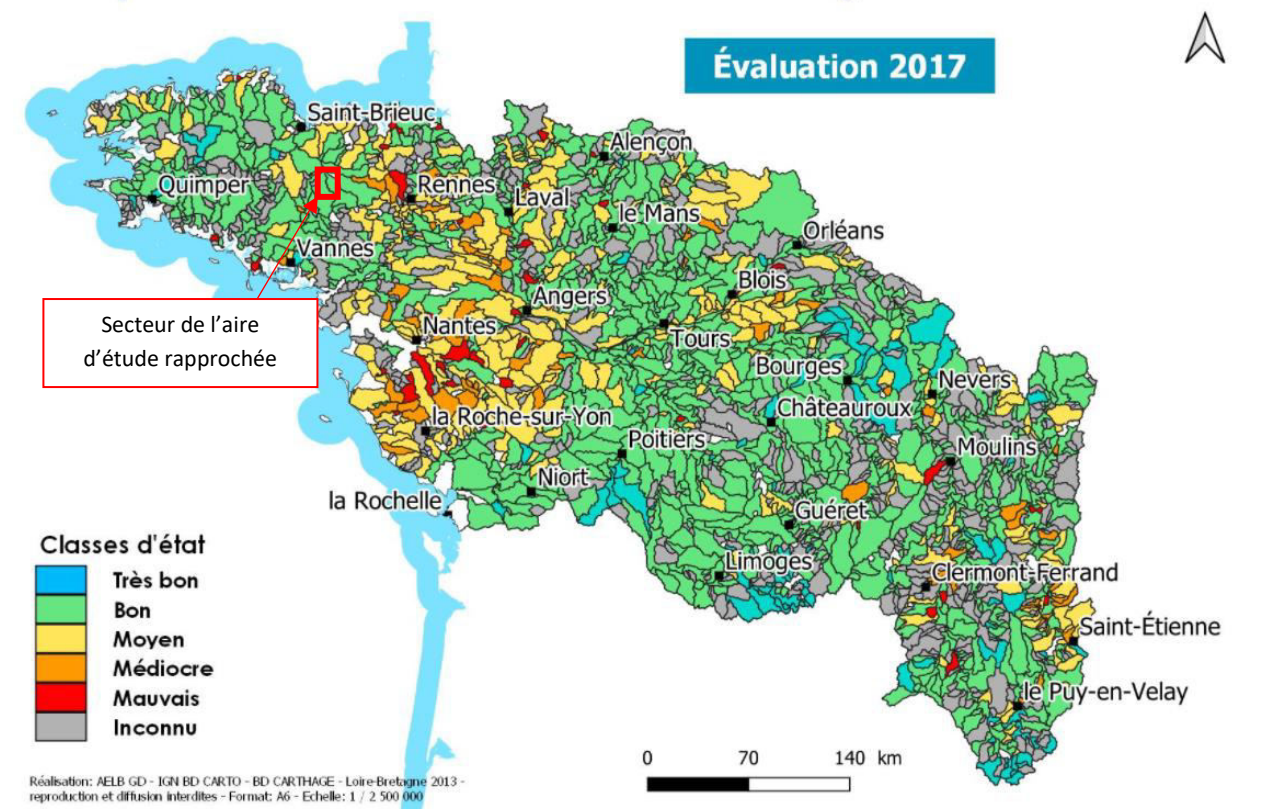 Évaluation 2017
Saint-Brieuc
Alençon
Quimper
Rennes
Laval
le Mans
Orléans
Vannes
Blois
Angers
Secteur de l'aire
d'étude rapprochée
Nantes
Tours
Bourges
Nevers
Châteauroux
la Roche-sur-Yon
Poitiers
Moulins
Niort
la Rochelle
Guéret
Limoges
Clermont-Ferrand
Saint-Étienne
le Puy-en-Velay
Classes d'état
Très bon
Bon
Moyen
Médiocre
Mauvais
Inconnu
0 70 140 km
Réalisation: AELB GD - IGN BD CARTO - BD CARTHAGE - Loire-Bretagne 2013 -
reproduction et diffusion interdites - Format: A6 - Echelle: 1 / 2 500 000